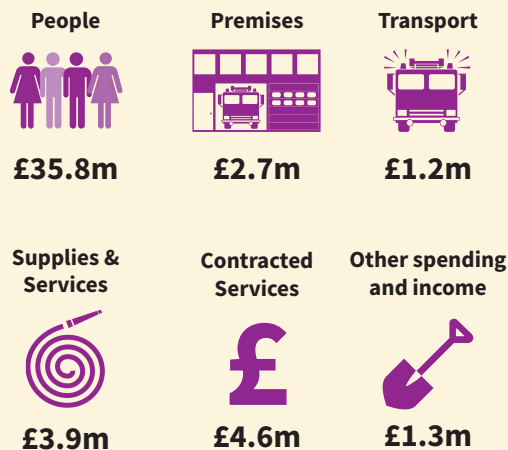 People
£35.8m
Premises
£2.7m
Transport
£1.2m
Supplies &
Services
£3.9m
Contracted
Services
£
£4.6m
Other spending
and income
£1.3m